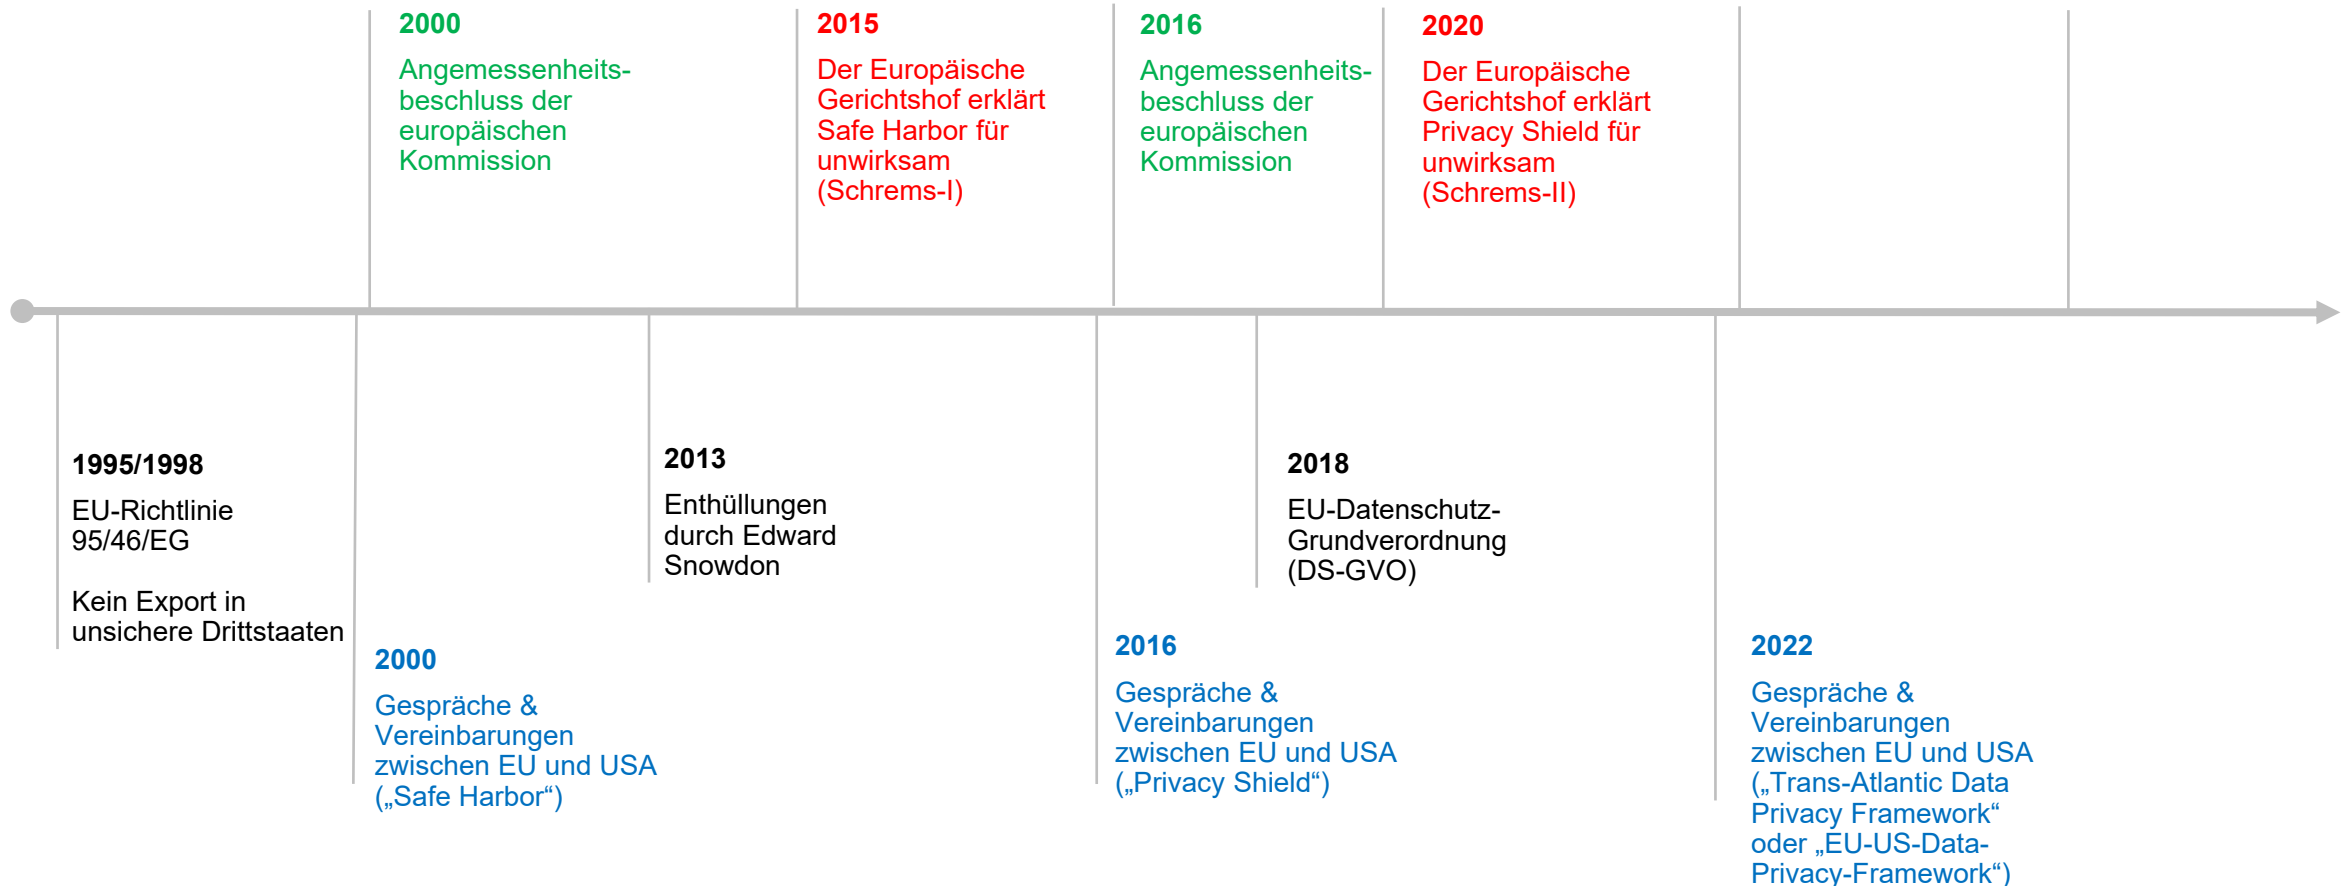 2000
Angemessenheits-
beschluss der
europäischen
Kommission
2015
Der Europäische
Gerichtshof erklärt
Safe Harbor für
unwirksam
(Schrems-I)
2016
Angemessenheits-
beschluss der
europäischen
Kommission
2020
Der Europäische
Gerichtshof erklärt
Privacy Shield für
unwirksam
(Schrems-II)
1995/1998
EU-Richtlinie
95/46/EG
Kein Export in
unsichere Drittstaaten
2000
Gespräche &
Vereinbarungen
zwischen EU und USA
(„Safe Harbor“)
2013
Enthüllungen
durch Edward
Snowdon
2016
Gespräche &
Vereinbarungen
zwischen EU und USA
(„Privacy Shield“)
2018
EU-Datenschutz-
Grundverordnung
(DS-GVO)
2022
Gespräche &
Vereinbarungen
zwischen EU und USA
(„Trans-Atlantic Data
Privacy Framework“
oder „EU-US-Data-
Privacy-Framework“)